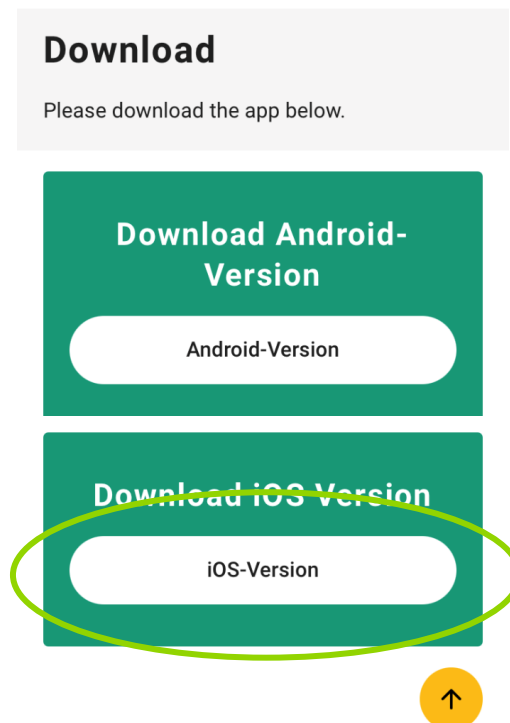 Download
Please download the app below.
Download Android-
Version
Android-Version
Download iOS Version
iOS-Version